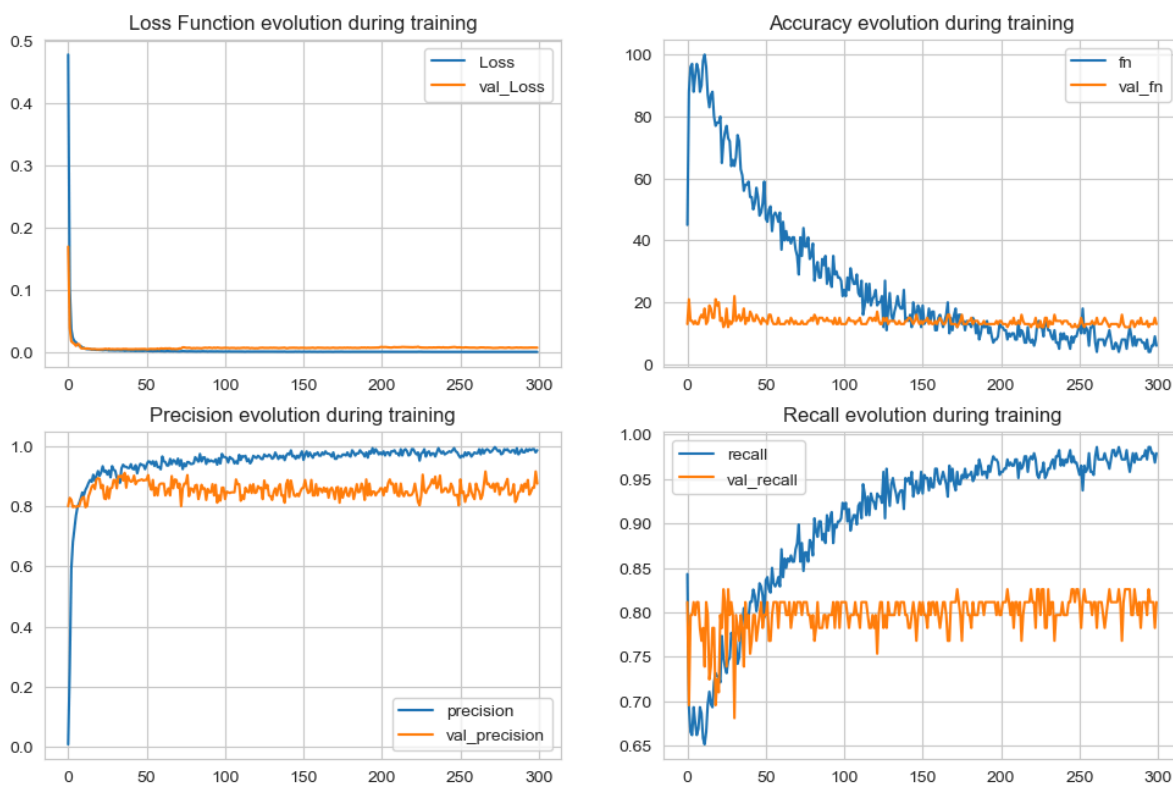 Loss Function evolution during training
0.5
0.4
0.3
0.2
0.1
0.0
0 50 100 150 200 250 300
Loss
val_Loss
Accuracy evolution during training
100
80
60
40
20
0
0 50 100 150 200 250 300
fn
val_fn
Precision evolution during training
1.0
0.8
0.6
0.4
0.2
0.0
0 50 100 150 200 250 300
precision
val_precision
Recall evolution during training
1.00
0.95
0.90
0.85
0.80
0.75
0.70
0.65
0 50 100 150 200 250 300
recall
val_recall